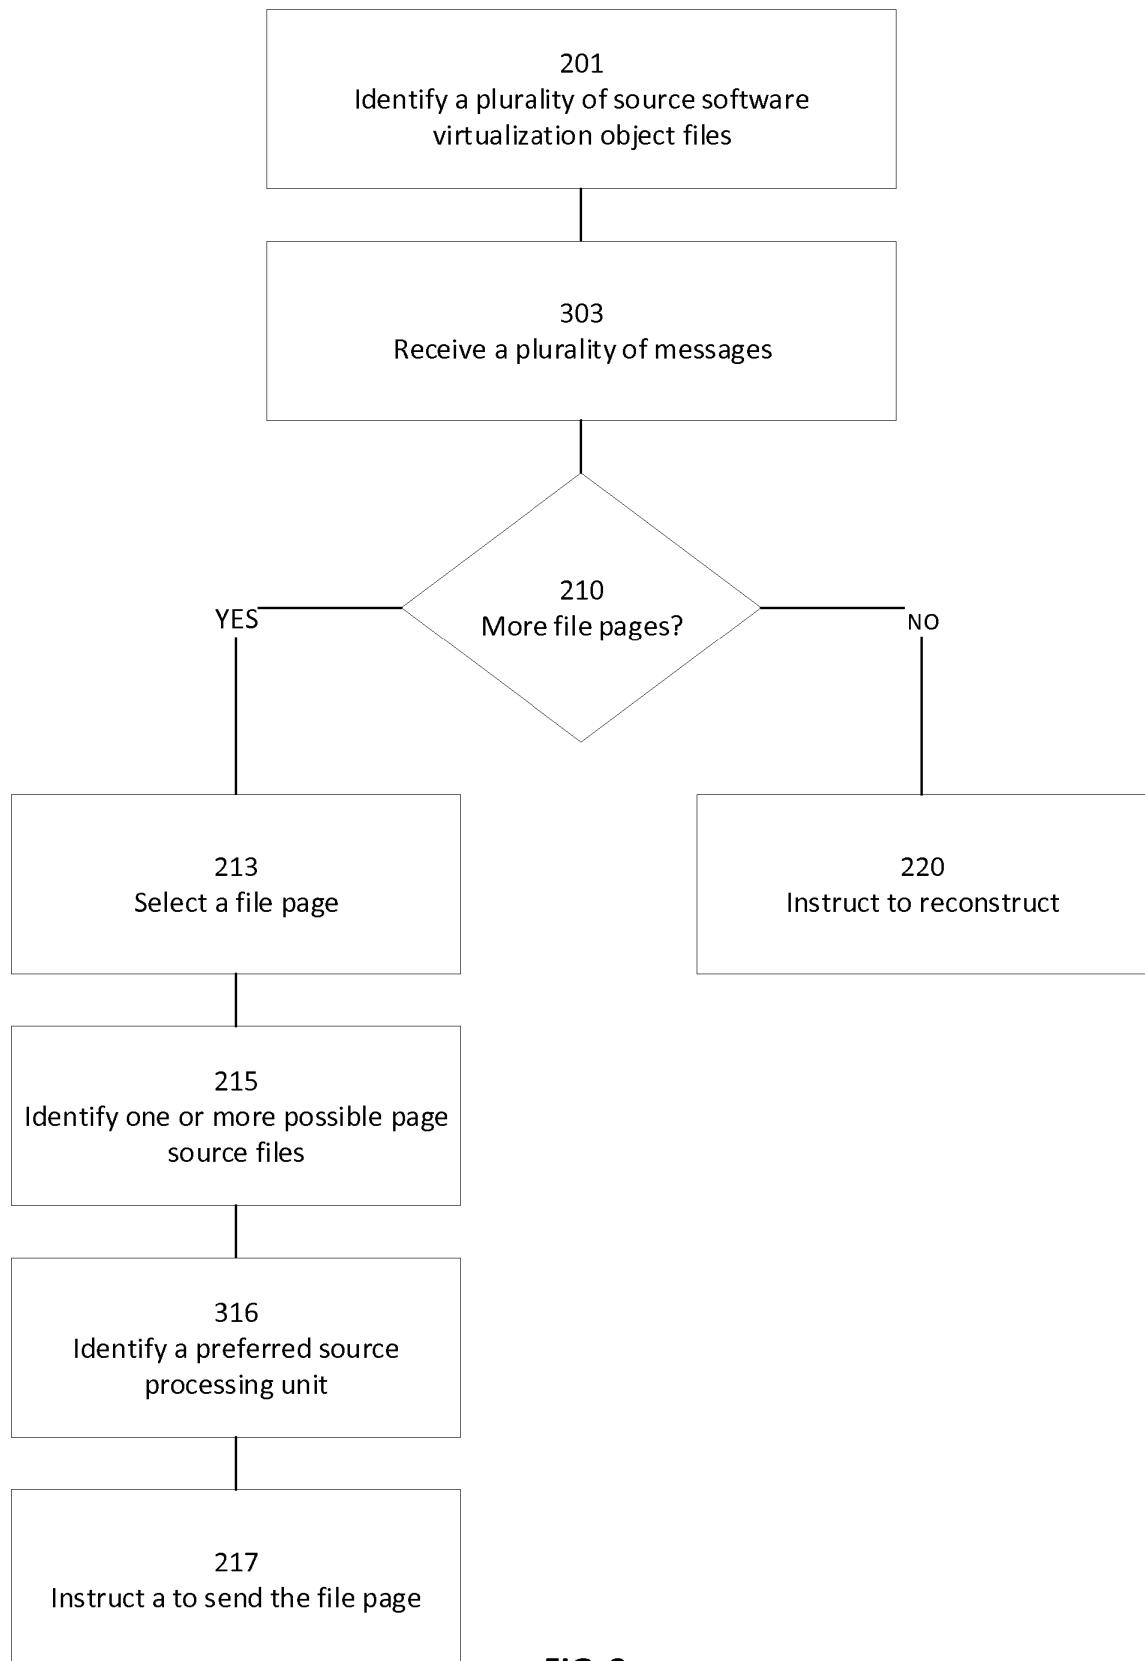 201
Identify a plurality of source software
virtualization object files
303
Receive a plurality of messages
210
More file pages?
YES
NO
213
Select a file page
220
Instruct to reconstruct
215
Identify one or more possible page
source files
316
Identify a preferred source
processing unit
217
Instruct a to send the file page